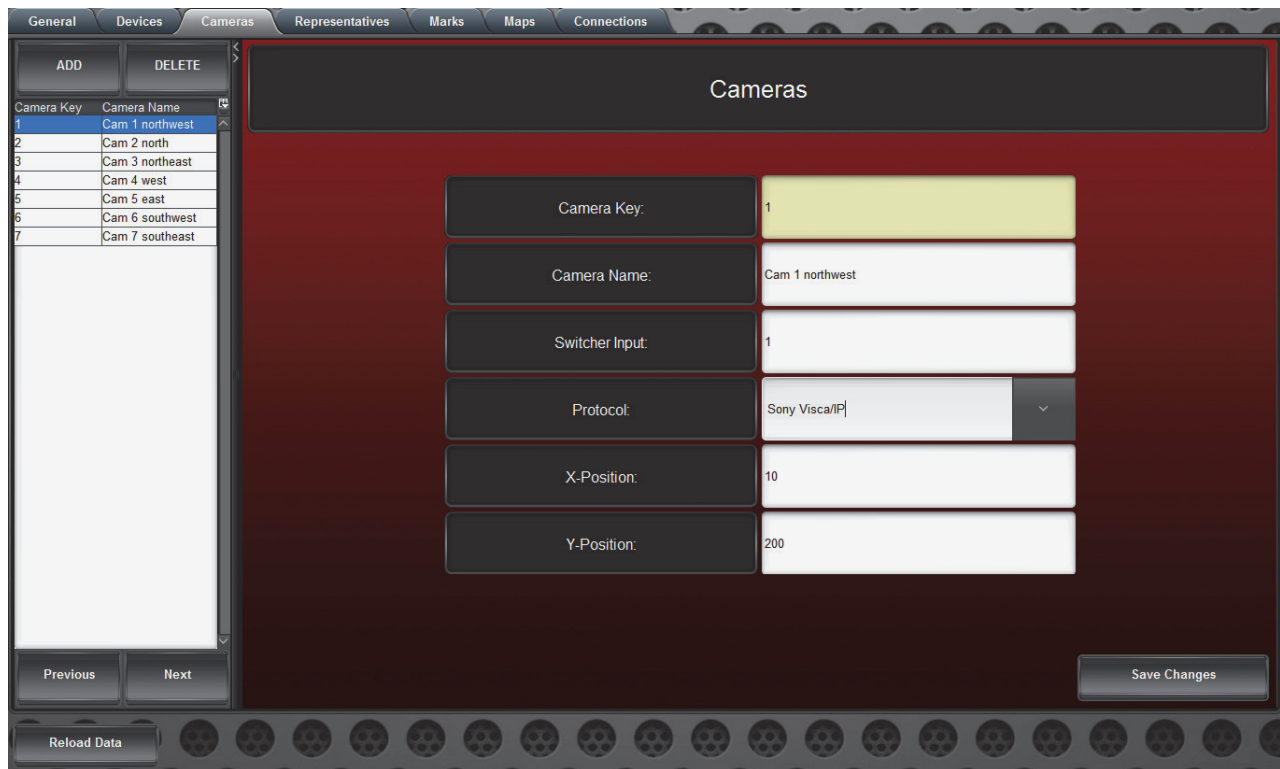 General Devices Cameras Representatives Marks Maps Connections
ADD DELETE
Camera Key Camera Name
1 Cam 1 northwest
2 Cam 2 north
3 Cam 3 northeast
4 Cam 4 west
5 Cam 5 east
6 Cam 6 southwest
7 Cam 7 southeast
Previous Next
Cameras
Camera Key: 1
Camera Name: Cam 1 northwest
Switcher Input: 1
Protocol: Sony Visca/IP
X-Position: 10
Y-Position: 200
Save Changes
Reload Data